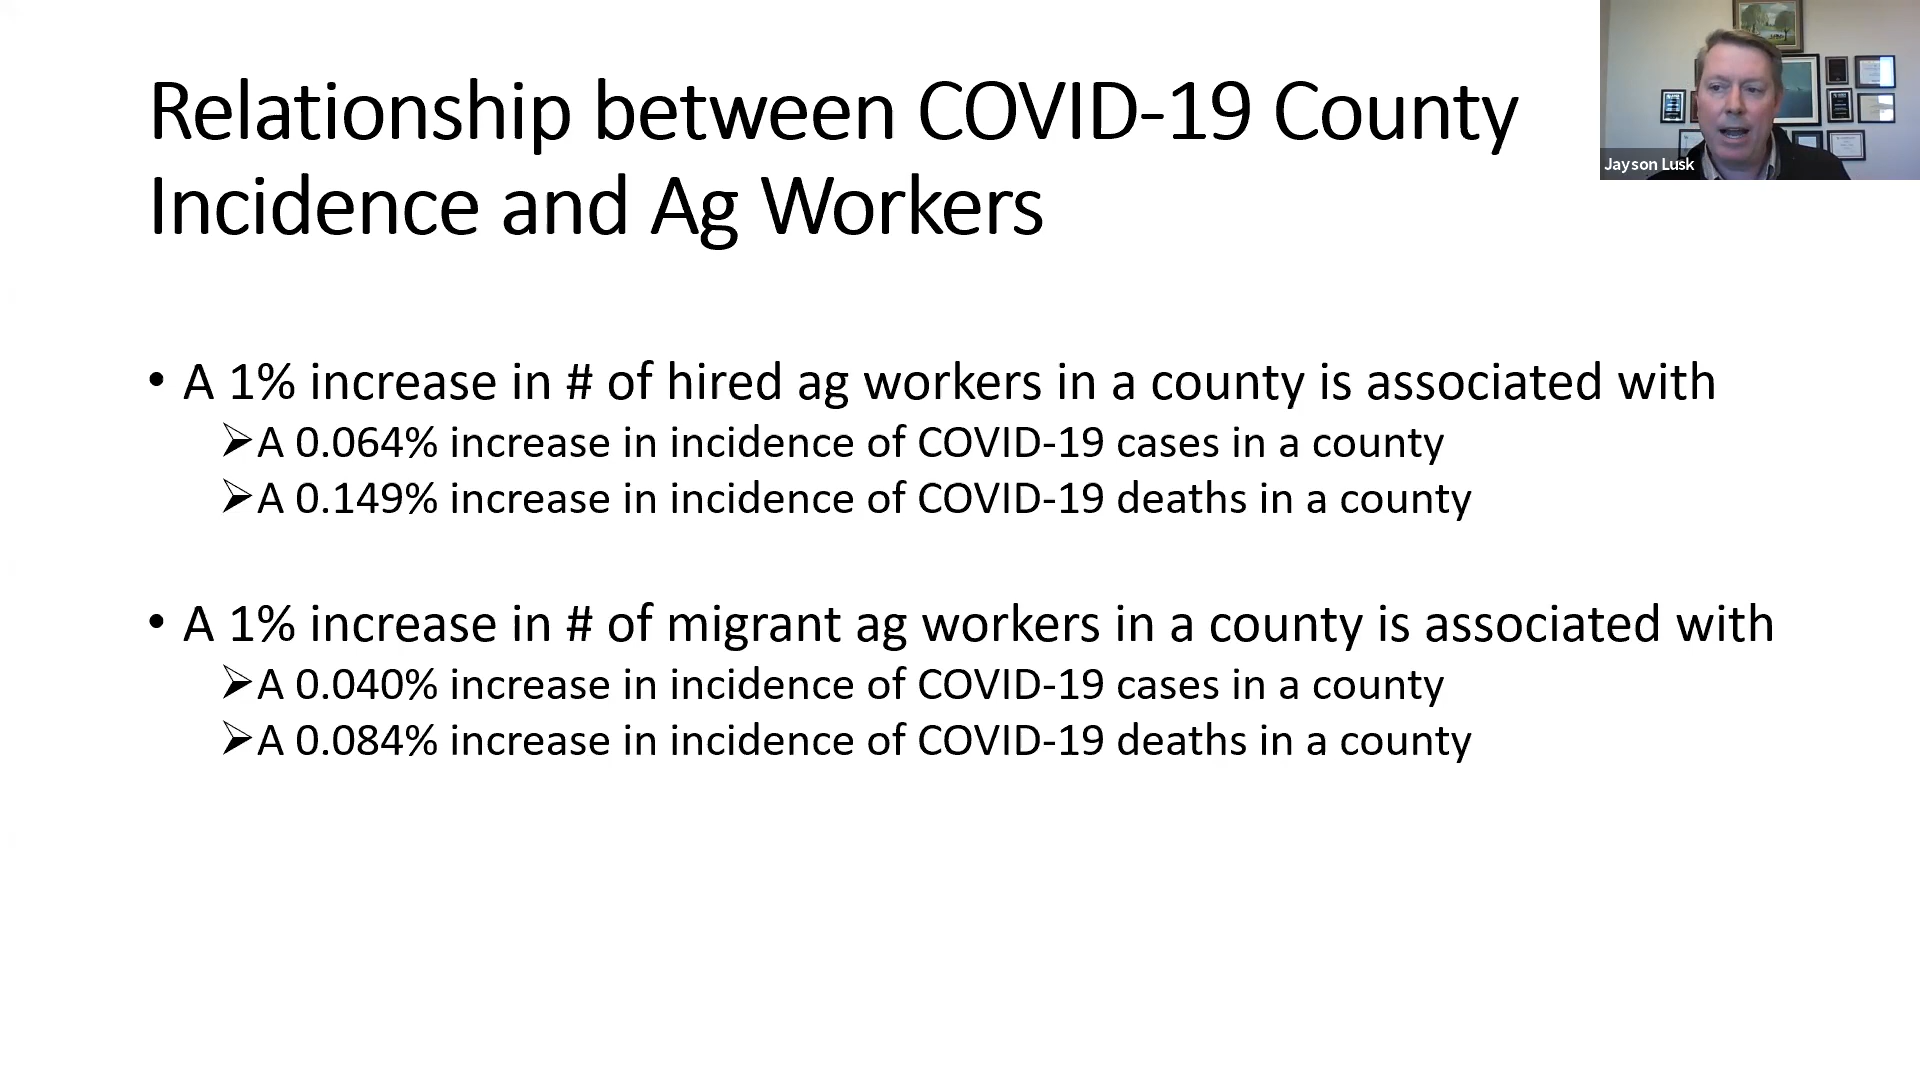 Relationship between COVID-19 County
Incidence and Ag Workers
Jayson Lusk
• A 1% increase in # of hired ag workers in a county is associated with
➢A 0.064% increase in incidence of COVID-19 cases in a county
➢A 0.149% increase in incidence of COVID-19 deaths in a county
• A 1% increase in # of migrant ag workers in a county is associated with
➢A 0.040% increase in incidence of COVID-19 cases in a county
➢A 0.084% increase in incidence of COVID-19 deaths in a county